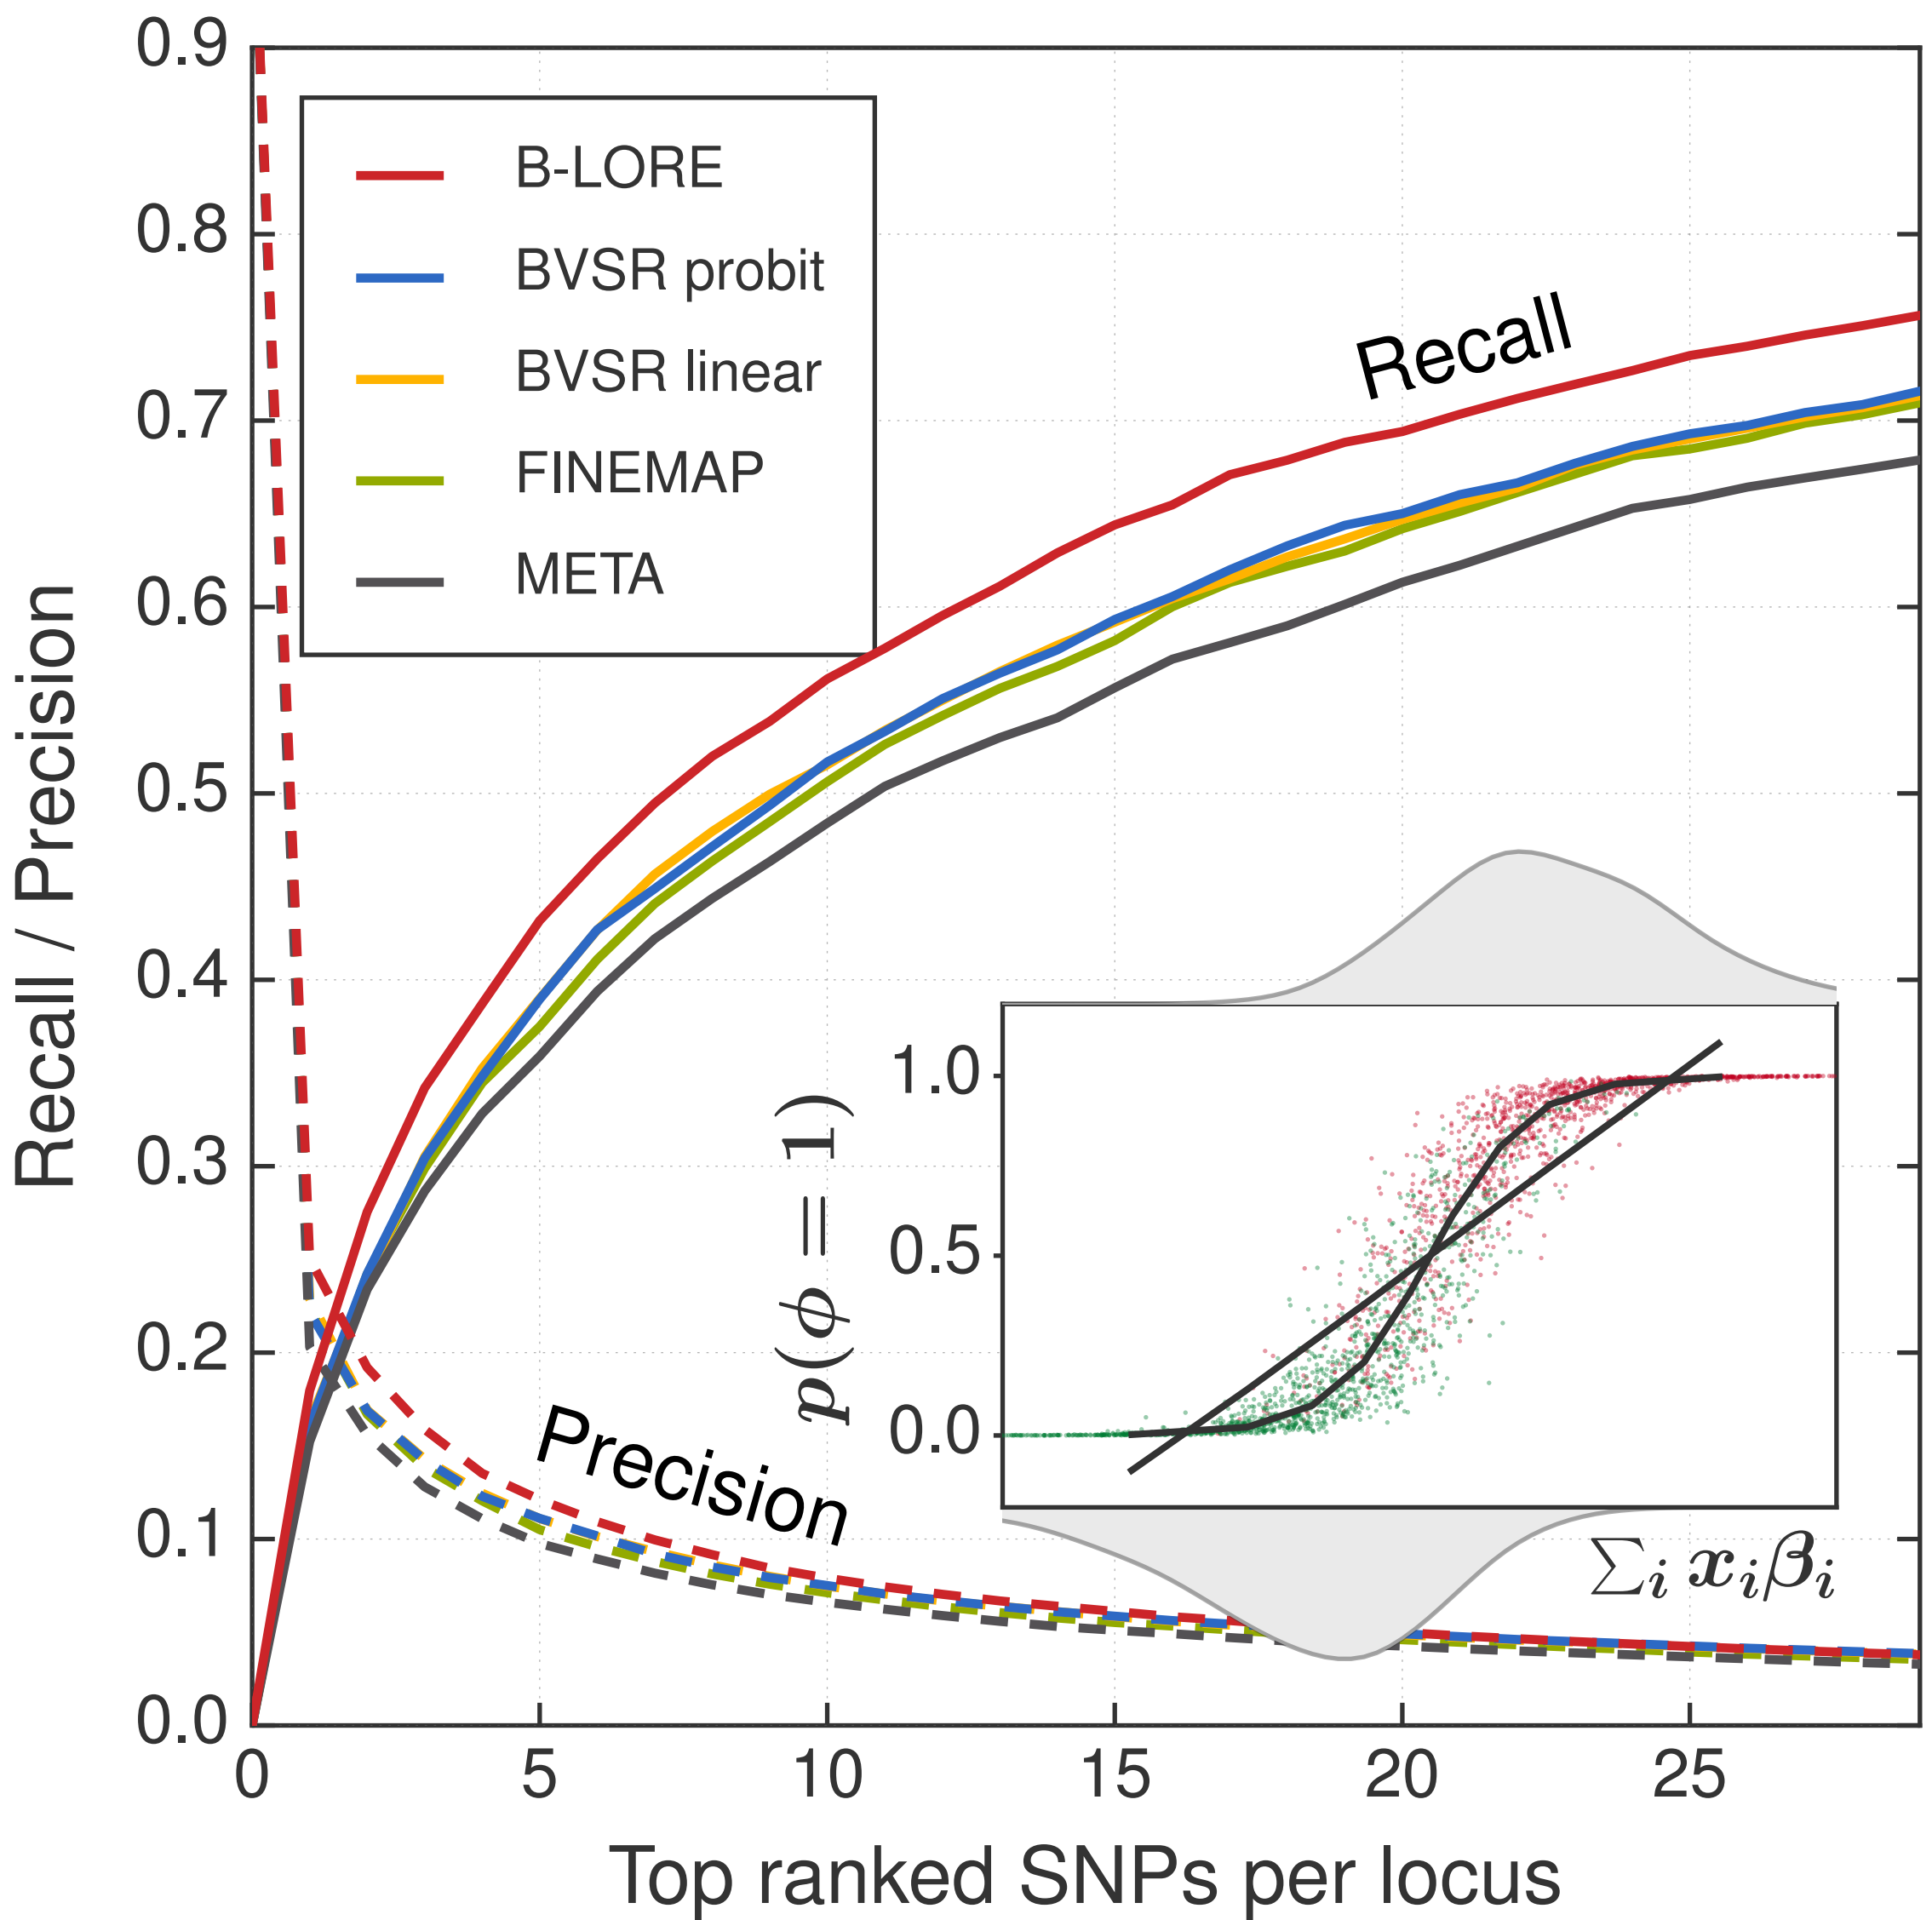 Recall / Precision
0.9
0.8
0.7
0.6
0.5
0.4
0.3
0.2
0.1
0.0
B-LORE
BVSR probit
BVSR linear
FINEMAP
META
Recall
Precision
p(ϕ = 1)
1.0
0.5
0.0
∑ᵢ xᵢβᵢ
0 5 10 15 20 25
Top ranked SNPs per locus